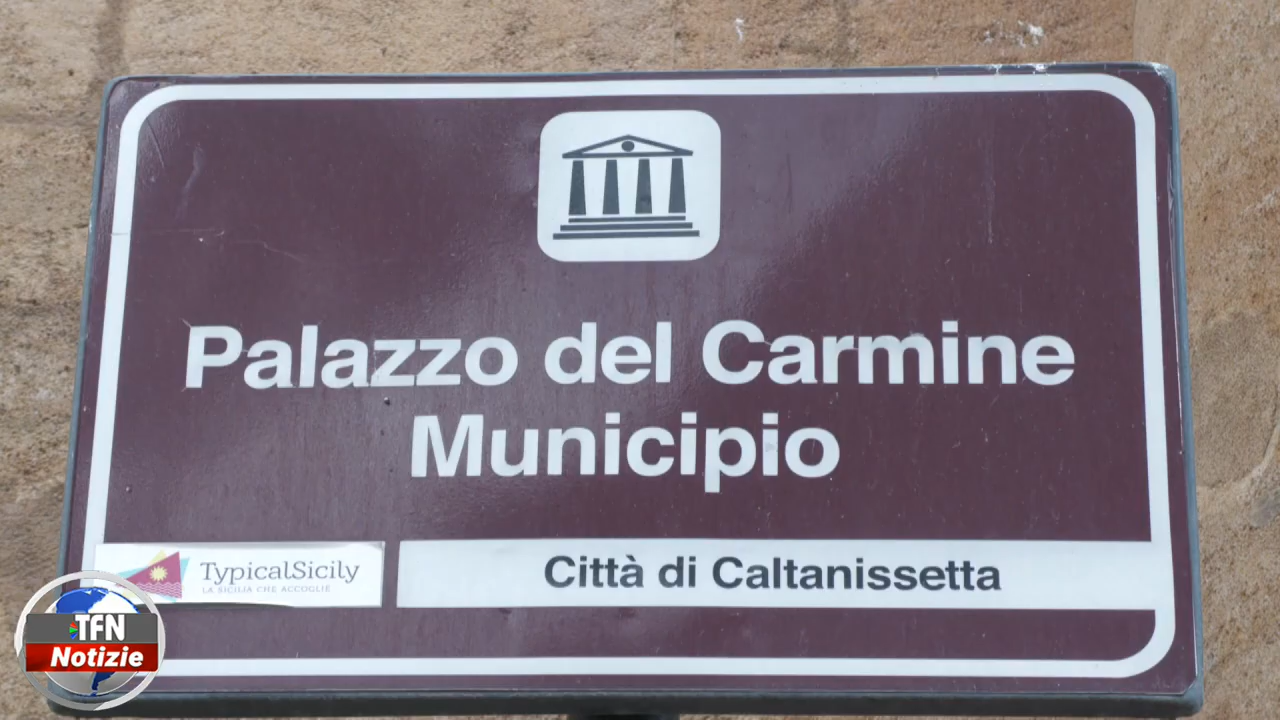 Palazzo del Carmine
Municipio
TypicalSicily
LA SICILIA CHE ACCOGLIE
Città di Caltanissetta
TFN
Notizie